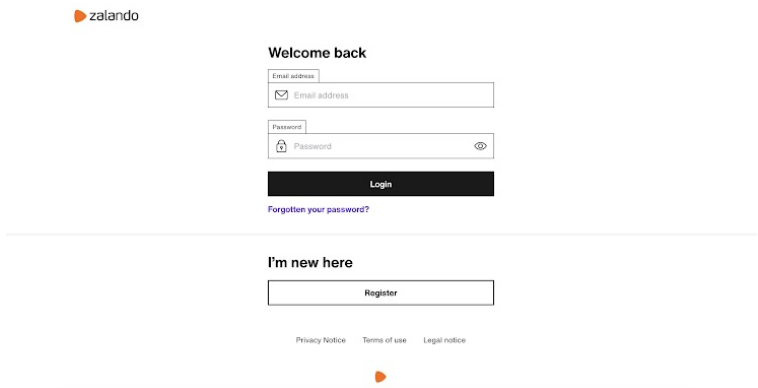 zalando
Welcome back
Email address
Email address
Password
Password
Login
Forgotten your password?
I'm new here
Register
Privacy Notice Terms of use Legal notice